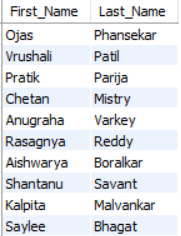 First_Name Last_Name
Ojas Phansekar
Vrushali Patil
Pratik Parija
Chetan Mistry
Anugraha Varkey
Rasagnya Reddy
Aishwarya Boralkar
Shantanu Savant
Kalpita Malvankar
Saylee Bhagat